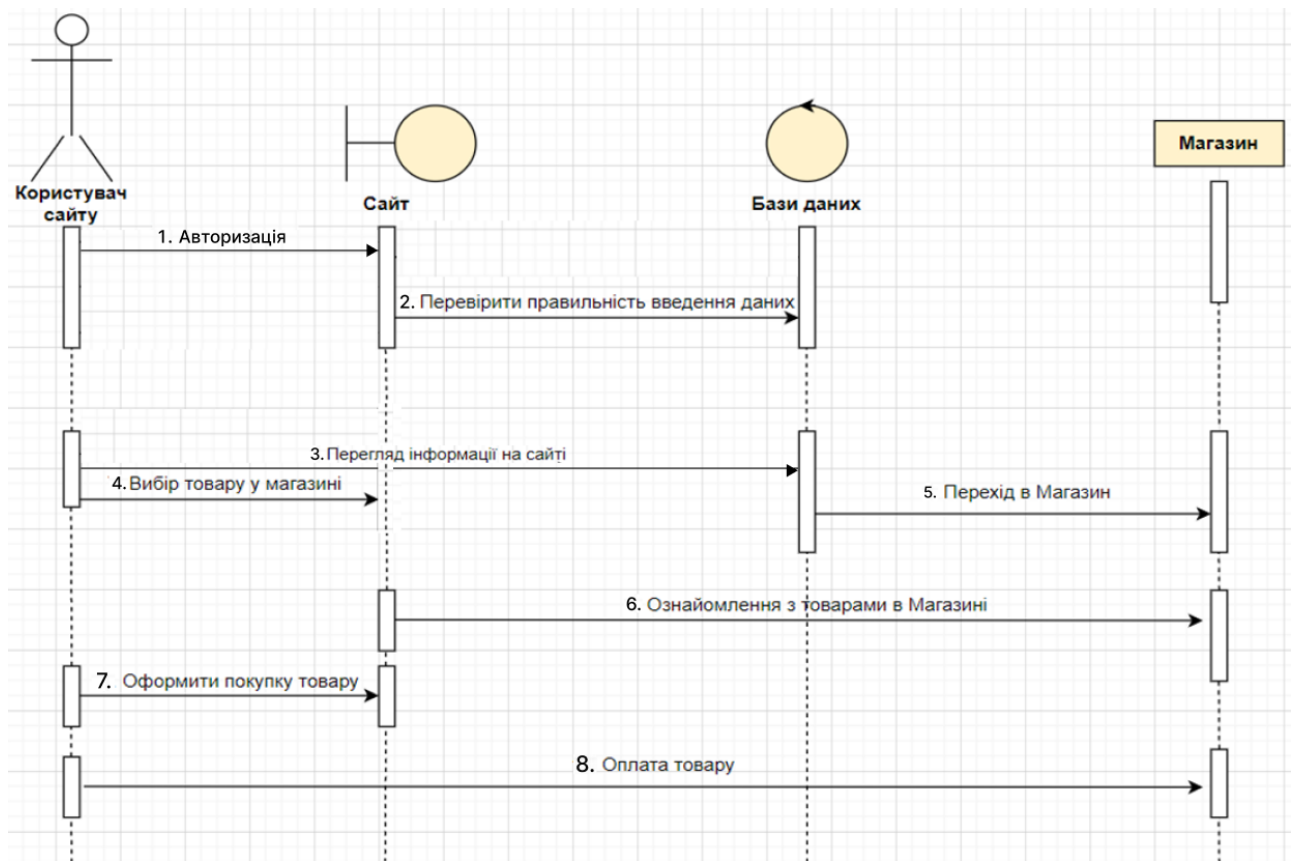 Магазин
Користувач
сайту
Сайт
Бази даних
1. Авторизація
2. Перевірити правильність введення даних
3. Перегляд інформації на сайті
4. Вибір товару у магазині
5. Перехід в Магазин
6. Ознайомлення з товарами в Магазині
7. Оформити покупку товару
8. Оплата товару